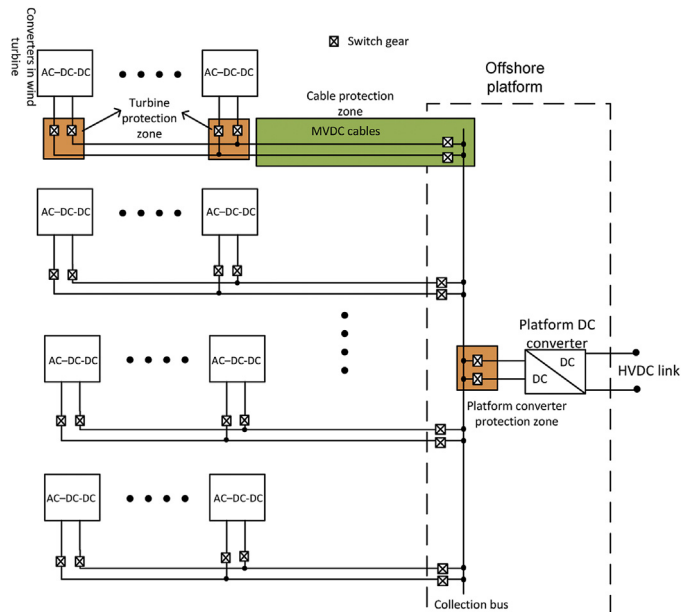 Converters in wind
turbine
AC–DC-DC
AC–DC-DC
Switch gear
Offshore
platform
Turbine
protection
zone
Cable protection
zone
MVDC cables
AC–DC-DC
AC–DC-DC
Platform DC
converter
AC–DC-DC
AC–DC-DC
DC
DC
HVDC link
Platform converter
protection zone
AC–DC-DC
AC–DC-DC
Collection bus